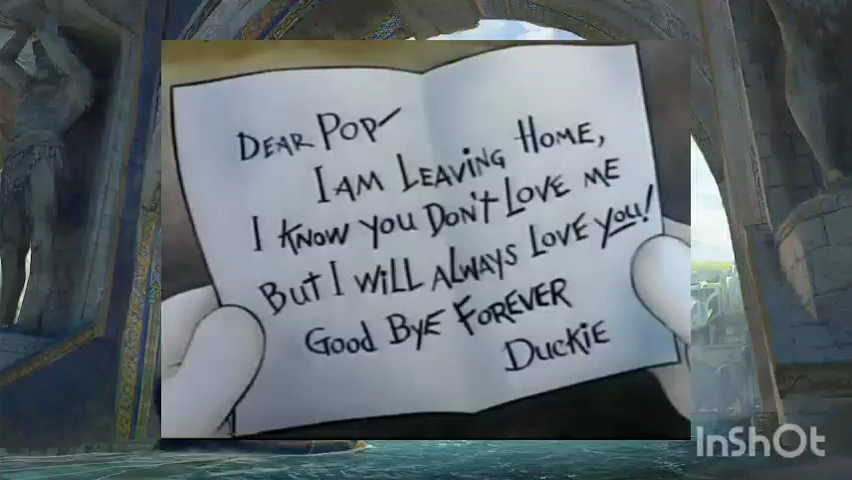 DEAR POP
I AM LEAVING HOME,
I KNOW YOU DON'T LOVE ME
BUT I WILL ALWAYS LOVE YOU!
GOOD BYE FOREVER
DUCKIE
InShOt